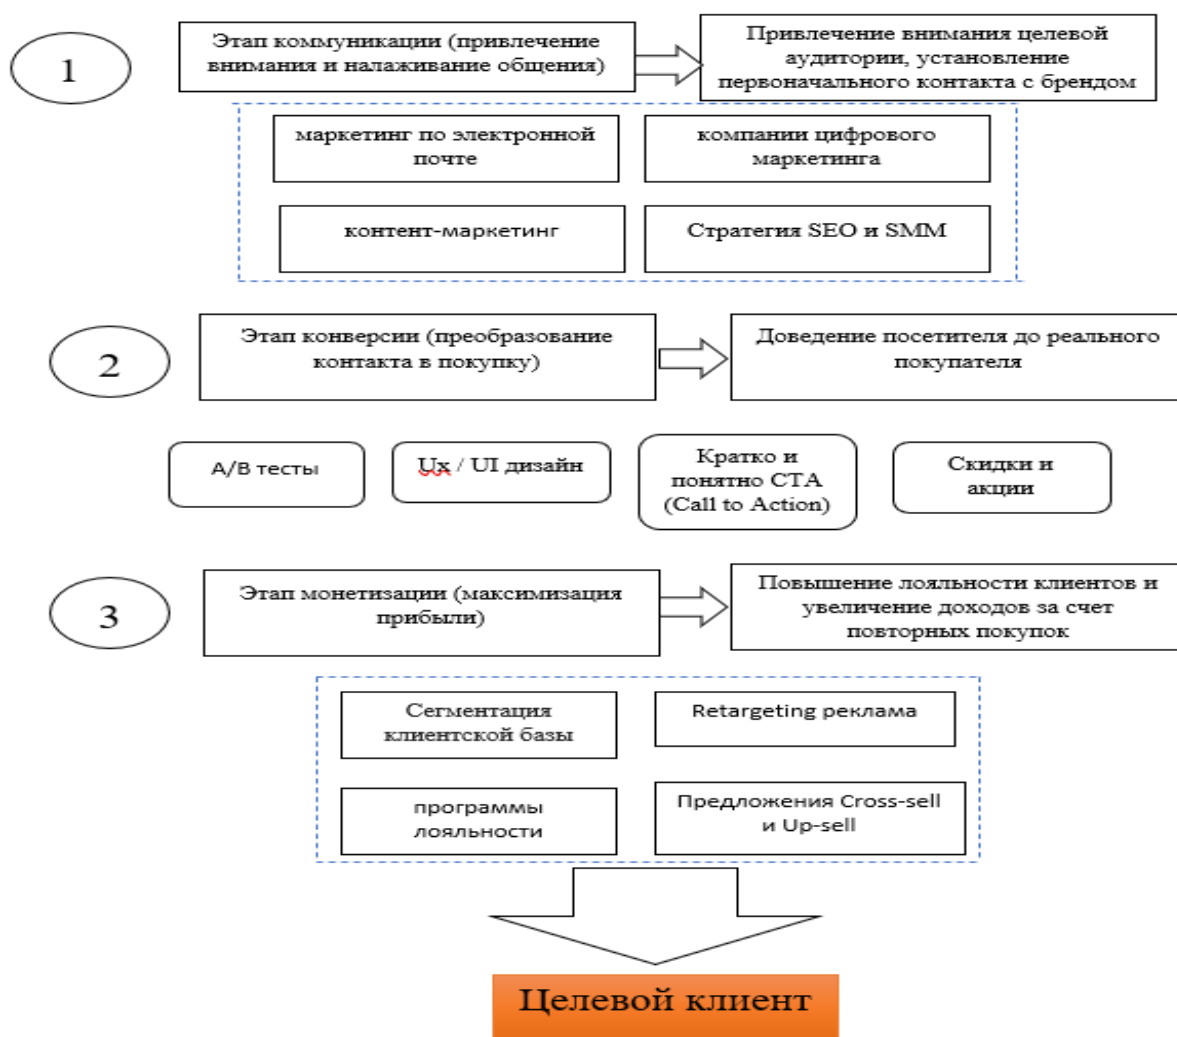 1
Этап коммуникации (привлечение
внимания и налаживание общения)
Привлечение внимания целевой
аудитории, установление
первоначального контакта с брендом
маркетинг по электронной
почте
компании цифрового
маркетинга
контент-маркетинг
Стратегия SEO и SMM
2
Этап конверсии (преобразование
контакта в покупку)
Доведение посетителя до реального
покупателя
A/B тесты
Ux / UI дизайн
Кратко и
понятно CTA
(Call to Action)
Скидки и
акции
3
Этап монетизации (максимизация
прибыли)
Повышение лояльности клиентов и
увеличение доходов за счет
повторных покупок
Сегментация
клиентской базы
Retargeting реклама
программы
лояльности
Предложения Cross-sell
и Up-sell
Целевой клиент